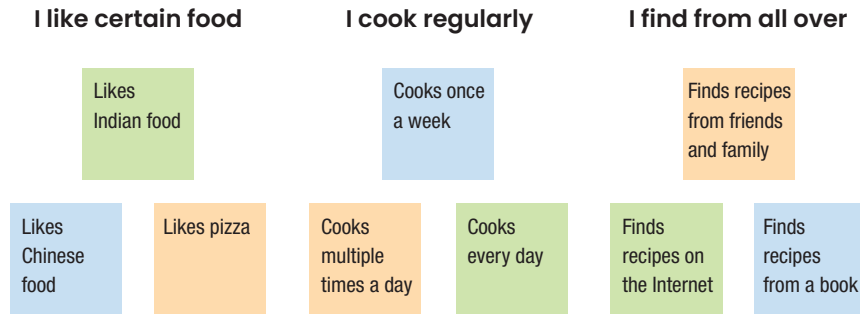 I like certain food
I cook regularly
I find from all over
Likes
Indian food
Cooks once
a week
Finds recipes
from friends
and family
Likes
Chinese
food
Likes pizza
Cooks
multiple
times a day
Cooks
every day
Finds
recipes on
the Internet
Finds
recipes
from a book